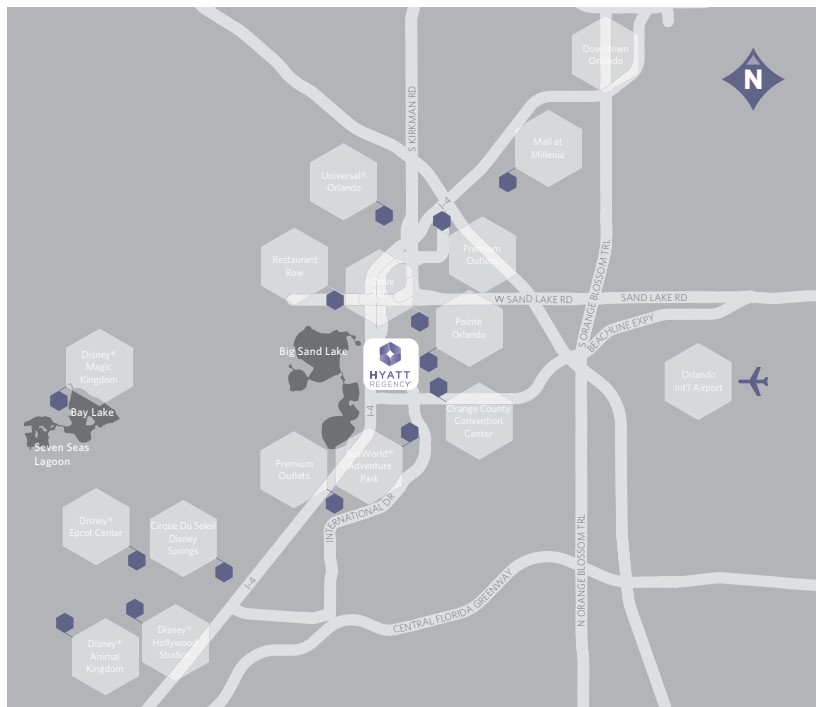 Downtown
Orlando
N
S KIRKMAN RD
Mall at
Millenia
Universal®
Orlando
I-4
Premium
Outlets
Restaurant
Row
Drive
W SAND LAKE RD
SAND LAKE RD
S ORANGE BLOSSOM TRL
BEACHLINE EXPY
Pointe
Orlando
Big Sand Lake
HYATT
REGENCY®
Disney®
Magic
Kingdom
Orlando
Int'l Airport
Bay Lake
I-4
Orange County
Convention
Center
Seven Seas
Lagoon
Premium
Outlets
SeaWorld®
Adventure
Park
INTERNATIONAL DR
Disney®
Epcot Center
Cirque Du Soleil
Disney
Springs
N ORANGE BLOSSOM TRL
I-4
CENTRAL FLORIDA GREENWAY
Disney®
Hollywood
Studios
Disney®
Animal
Kingdom